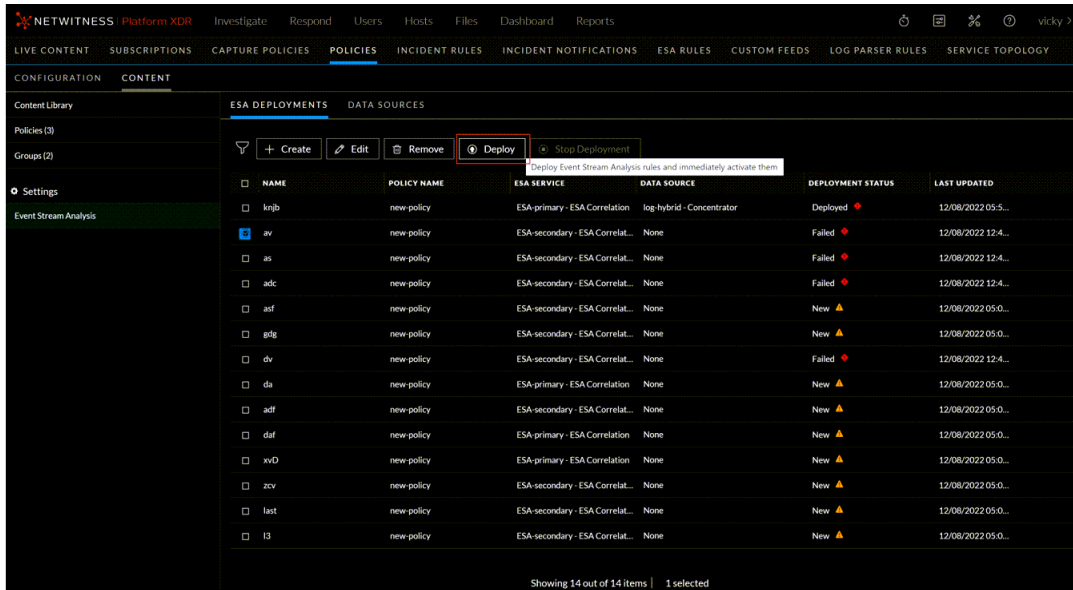 NETWITNESS Platform XDR Investigate Respond Users Hosts Files Dashboard Reports vicky >
LIVE CONTENT SUBSCRIPTIONS CAPTURE POLICIES POLICIES INCIDENT RULES INCIDENT NOTIFICATIONS ESA RULES CUSTOM FEEDS LOG PARSER RULES SERVICE TOPOLOGY
CONFIGURATION CONTENT
Content Library
Policies (3)
Groups (2)
Settings
Event Stream Analysis
ESA DEPLOYMENTS DATA SOURCES
+ Create Edit Remove Deploy Stop Deployment
Deploy Event Stream Analysis rules and immediately activate them
NAME POLICY NAME ESA SERVICE DATA SOURCE DEPLOYMENT STATUS LAST UPDATED
knjb new-policy ESA-primary - ESA Correlation log-hybrid - Concentrator Deployed 12/08/2022 05:5...
av new-policy ESA-secondary - ESA Correlat... None Failed 12/08/2022 12:4...
as new-policy ESA-secondary - ESA Correlat... None Failed 12/08/2022 12:4...
adc new-policy ESA-secondary - ESA Correlat... None Failed 12/08/2022 12:4...
asf new-policy ESA-secondary - ESA Correlat... None New 12/08/2022 05:0...
gdg new-policy ESA-secondary - ESA Correlat... None New 12/08/2022 05:0...
dv new-policy ESA-secondary - ESA Correlat... None Failed 12/08/2022 12:4...
da new-policy ESA-primary - ESA Correlation None New 12/08/2022 05:0...
adf new-policy ESA-secondary - ESA Correlat... None New 12/08/2022 05:0...
daf new-policy ESA-primary - ESA Correlation None New 12/08/2022 05:0...
xvD new-policy ESA-primary - ESA Correlation None New 12/08/2022 05:0...
zcv new-policy ESA-secondary - ESA Correlat... None New 12/08/2022 05:0...
last new-policy ESA-secondary - ESA Correlat... None New 12/08/2022 05:0...
l3 new-policy ESA-secondary - ESA Correlat... None New 12/08/2022 05:0...
Showing 14 out of 14 items | 1 selected